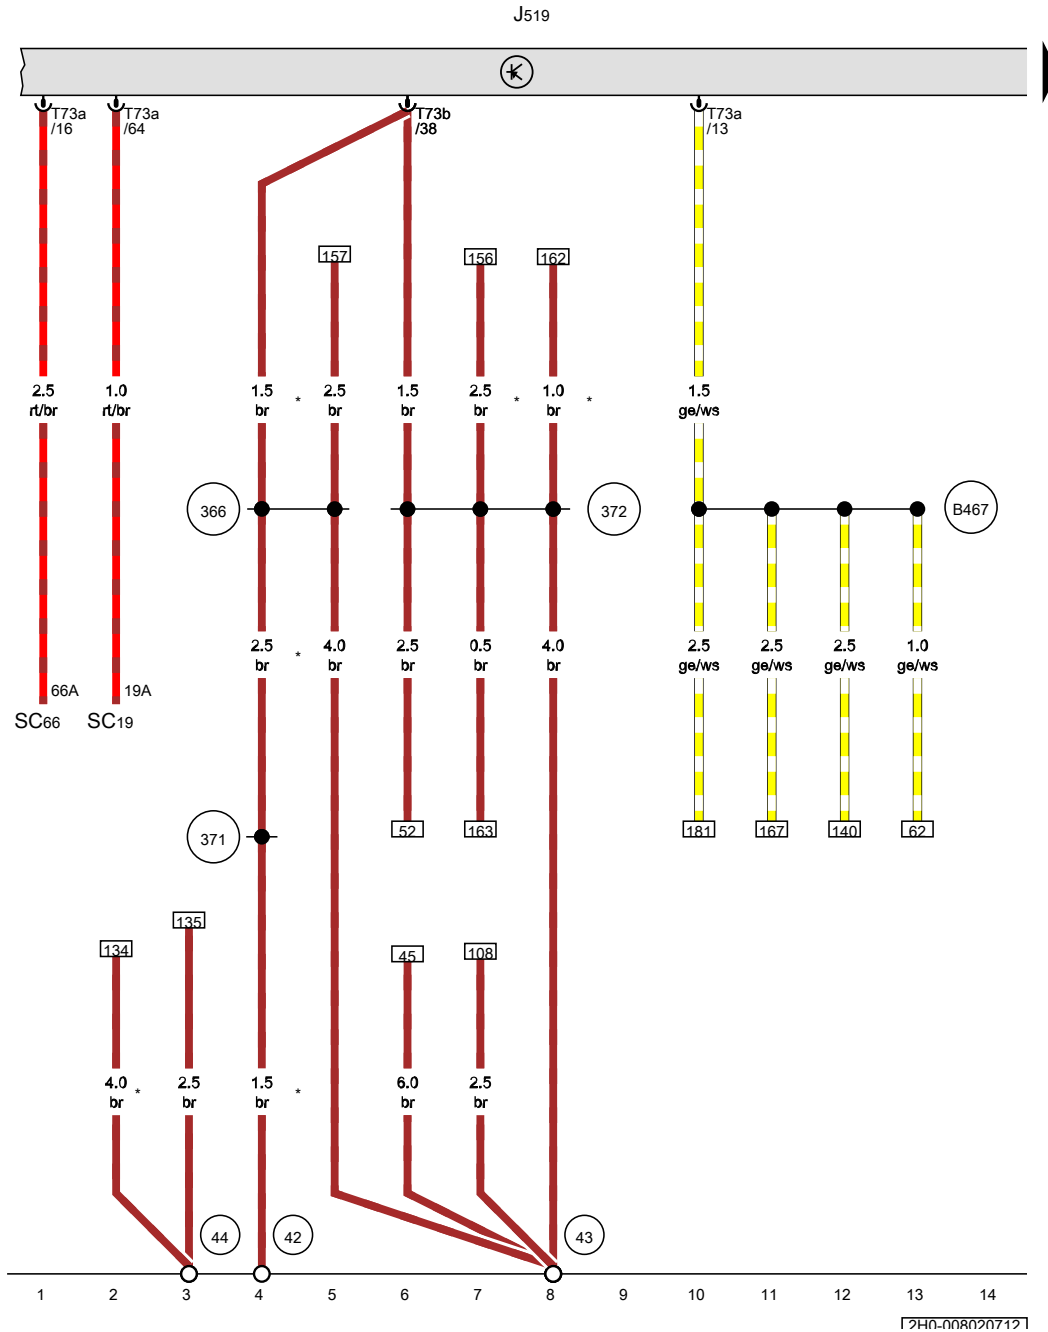 J519
T73a T73a T73b T73a
/16 /64 /38 /13
157 156 162
2.5 1.0 1.5 * 2.5 1.5 2.5 * 1.0 * 1.5
rt/br rt/br br br br br br ge/ws
366 372 B467
2.5 * 4.0 2.5 0.5 4.0 2.5 2.5 2.5 1.0
br br br br br ge/ws ge/ws ge/ws ge/ws
66A 19A
SC66 SC19
52 163 181 167 140 62
371
135
134 45 108
4.0 * 2.5 1.5 * 6.0 2.5
br br br br br
44 42 43
1 2 3 4 5 6 7 8 9 10 11 12 13 14
2H0-008020712